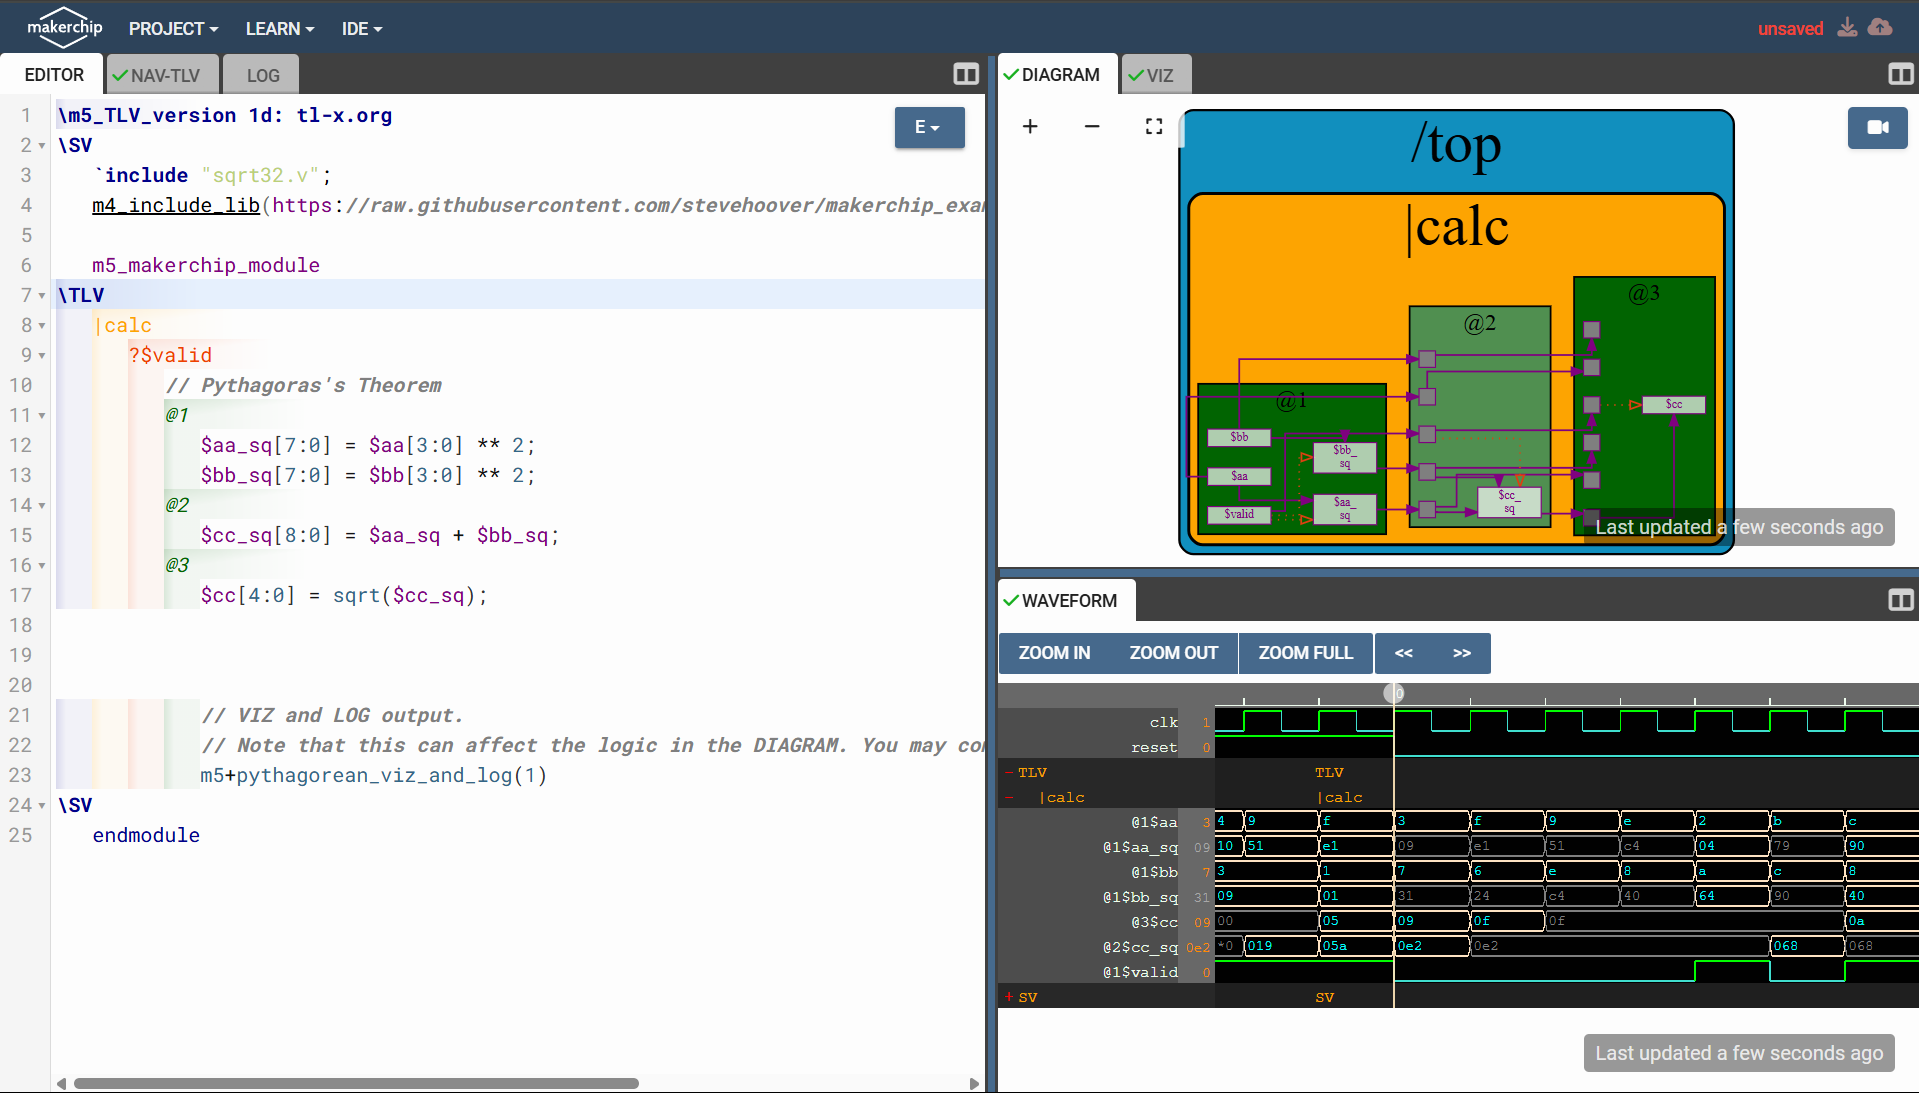 makerchip PROJECT LEARN IDE unsaved
EDITOR NAV-TLV LOG
1 \m5_TLV_version 1d: tl-x.org
E
2 \SV
3 `include "sqrt32.v";
4 m4_include_lib(https://raw.githubusercontent.com/stevehoover/makerchip_exa
5
6 m5_makerchip_module
7 \TLV
8 |calc
9 ?$valid
10 // Pythagoras's Theorem
11 @1
12 $aa_sq[7:0] = $aa[3:0] ** 2;
13 $bb_sq[7:0] = $bb[3:0] ** 2;
14 @2
15 $cc_sq[8:0] = $aa_sq + $bb_sq;
16 @3
17 $cc[4:0] = sqrt($cc_sq);
18
19
20
21 // VIZ and LOG output.
22 // Note that this can affect the logic in the DIAGRAM. You may co
23 m5+pythagorean_viz_and_log(1)
24 \SV
25 endmodule
DIAGRAM VIZ
/top
|calc
@1
$bb
$aa
$valid
$bb_
sq
$aa_
sq
@2
$cc_
sq
@3
$cc
Last updated a few seconds ago
WAVEFORM
ZOOM IN ZOOM OUT ZOOM FULL << >>
0
clk 1
reset 0
- TLV TLV
- |calc |calc
@1$aa 3 4 9 f 3 f 9 e 2 b c
@1$aa_sq 09 10 51 e1 09 e1 51 c4 04 79 90
@1$bb 7 3 1 7 6 e 8 a c 8
@1$bb_sq 31 09 01 31 24 c4 40 64 90 40
@3$cc 09 00 05 09 0f 0f 0a
@2$cc_sq 0e2 *0 019 05a 0e2 0e2 068 068
@1$valid 0
+ SV SV
Last updated a few seconds ago